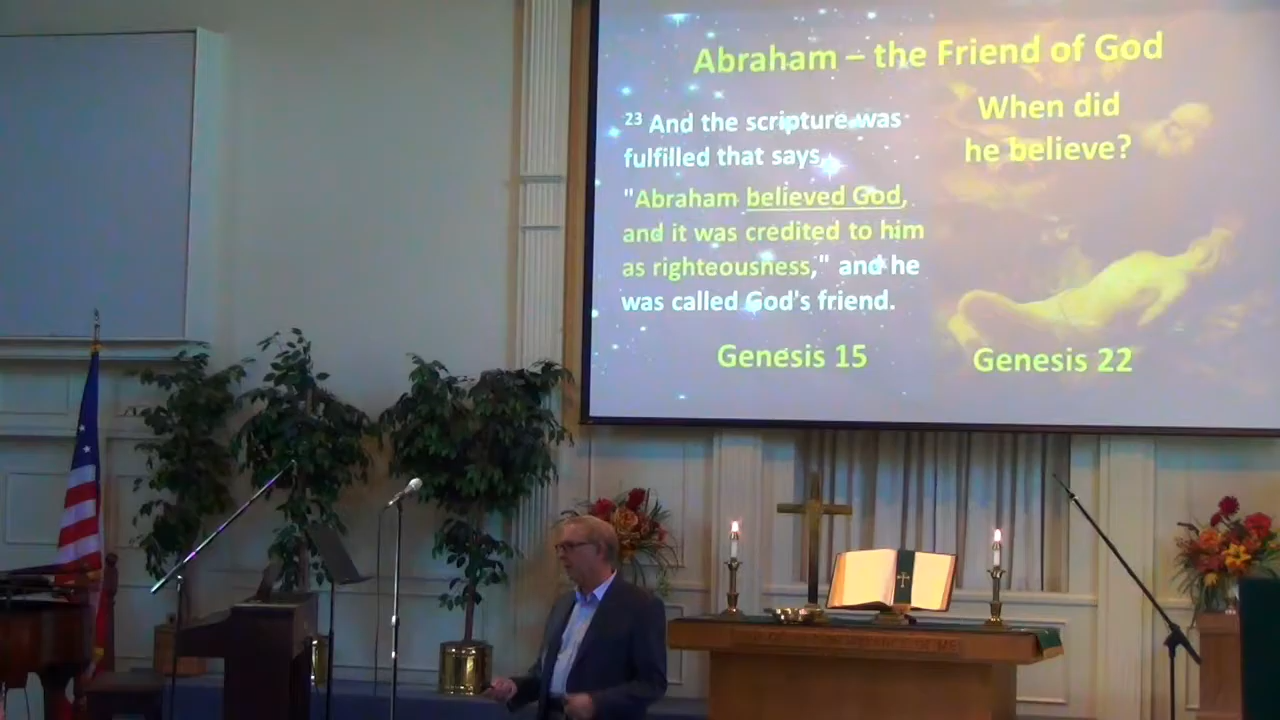 Abraham – the Friend of God
23 And the scripture was
fulfilled that says,
"Abraham believed God,
and it was credited to him
as righteousness," and he
was called God's friend.
Genesis 15
When did
he believe?
Genesis 22